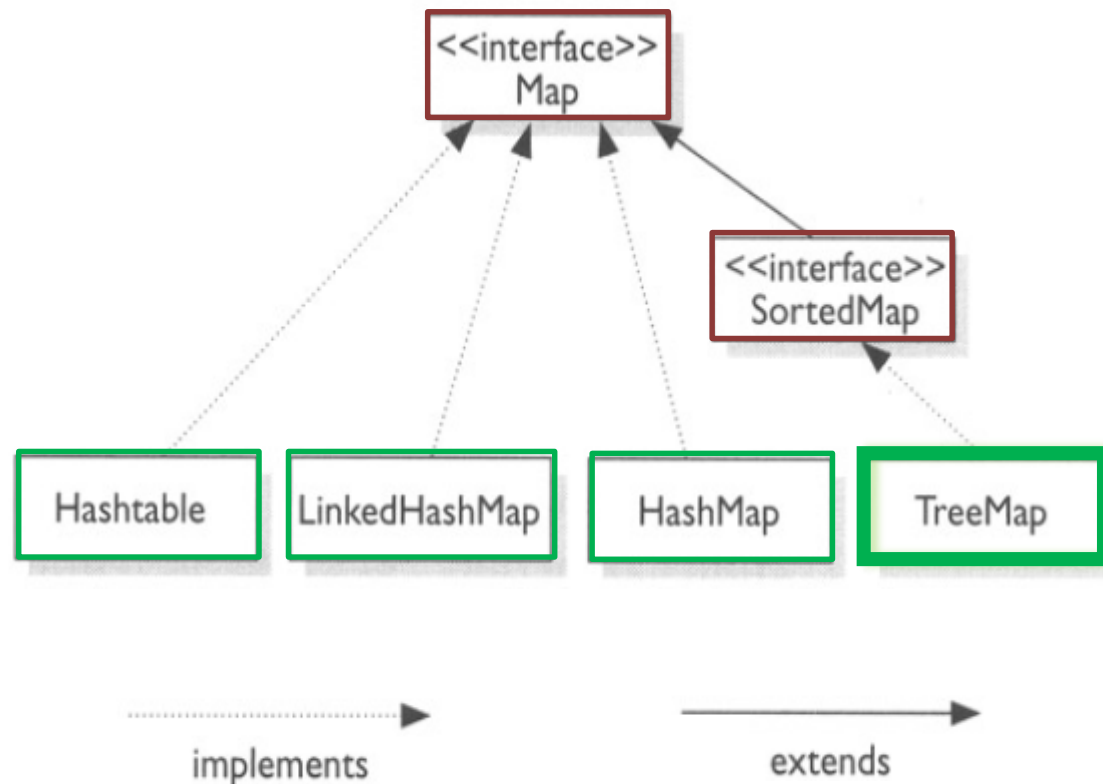 <<interface>>
Map
<<interface>>
SortedMap
Hashtable
LinkedHashMap
HashMap
TreeMap
implements
extends